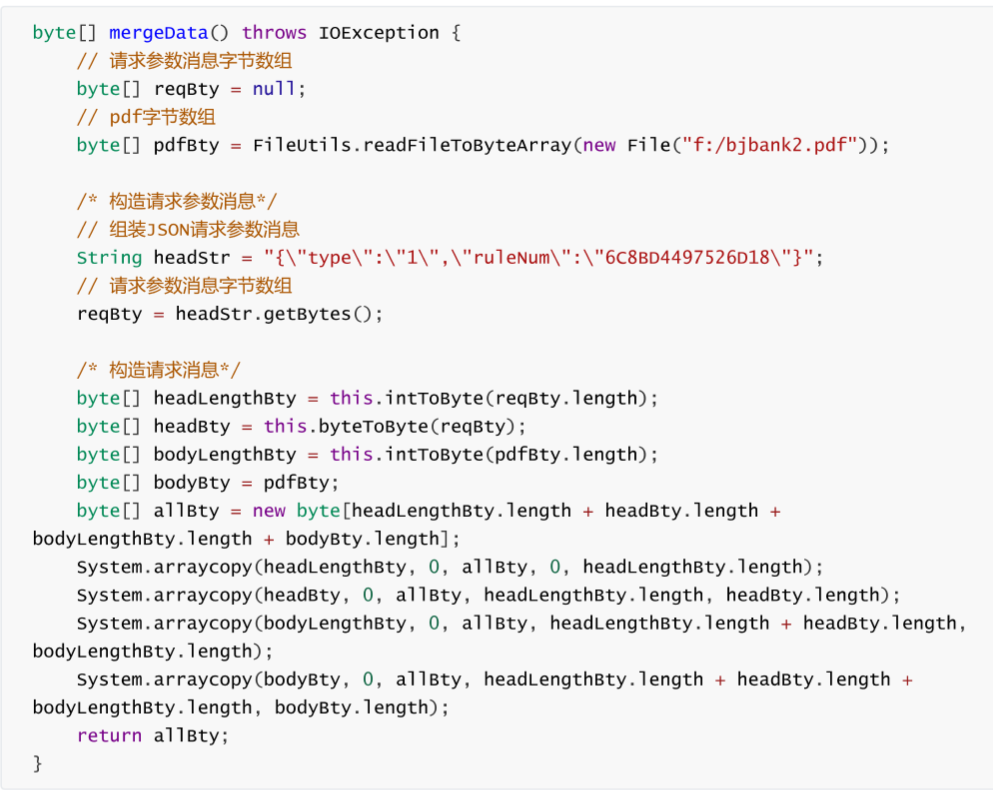 byte[] mergeData() throws IOException {
    // 请求参数消息字节数组
    byte[] reqBty = null;
    // pdf字节数组
    byte[] pdfBty = FileUtils.readFileToByteArray(new File("f:/bjbank2.pdf"));

    /* 构造请求参数消息*/
    // 组装JSON请求参数消息
    String headStr = "{\"type\":\"1\",\"ruleNum\":\"6C8BD4497526D18\"}";
    // 请求参数消息字节数组
    reqBty = headStr.getBytes();

    /* 构造请求消息*/
    byte[] headLengthBty = this.intToByte(reqBty.length);
    byte[] headBty = this.byteToByte(reqBty);
    byte[] bodyLengthBty = this.intToByte(pdfBty.length);
    byte[] bodyBty = pdfBty;
    byte[] allBty = new byte[headLengthBty.length + headBty.length +
bodyLengthBty.length + bodyBty.length];
    System.arraycopy(headLengthBty, 0, allBty, 0, headLengthBty.length);
    System.arraycopy(headBty, 0, allBty, headLengthBty.length, headBty.length);
    System.arraycopy(bodyLengthBty, 0, allBty, headLengthBty.length + headBty.length,
bodyLengthBty.length);
    System.arraycopy(bodyBty, 0, allBty, headLengthBty.length + headBty.length +
bodyLengthBty.length, bodyBty.length);
    return allBty;
}